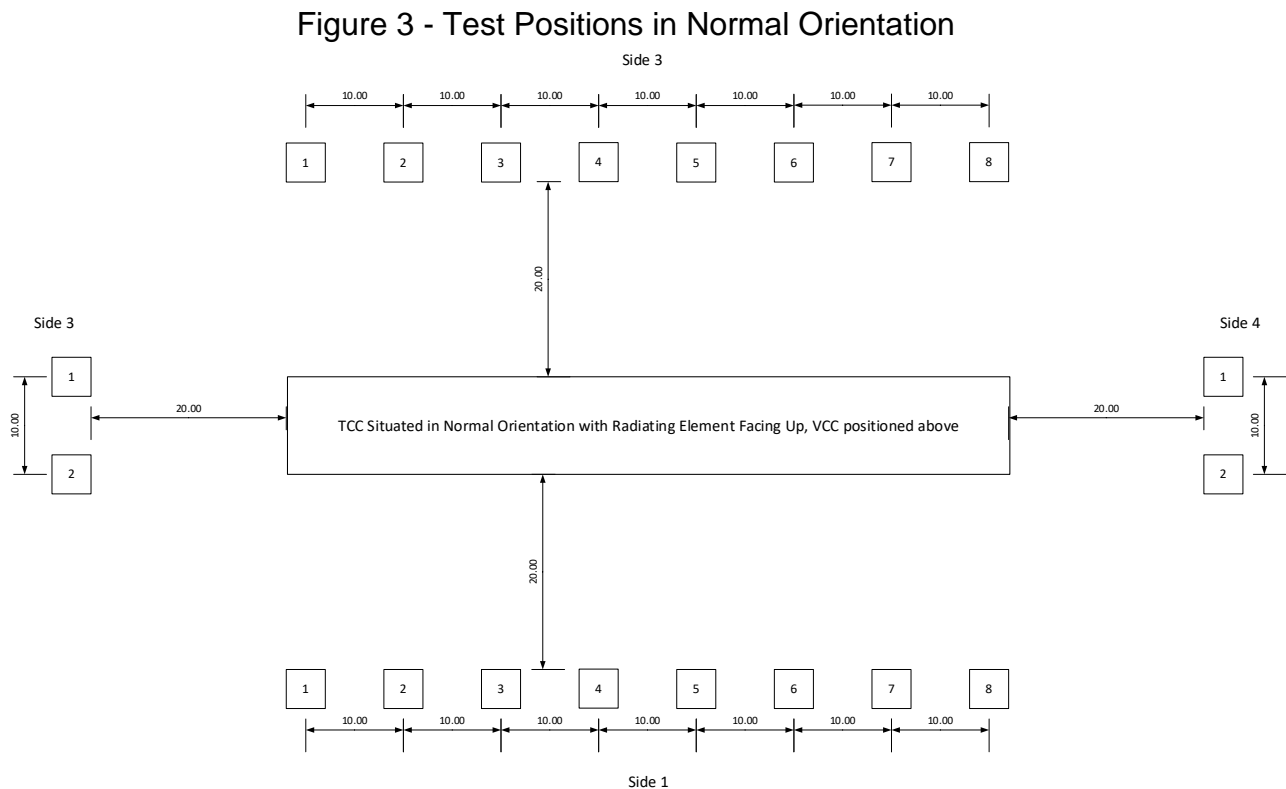 Figure 3 - Test Positions in Normal Orientation
Side 3
10.00 10.00 10.00 10.00 10.00 10.00 10.00
1 2 3 4 5 6 7 8
20.00
Side 3
Side 4
1
1
10.00
20.00
TCC Situated in Normal Orientation with Radiating Element Facing Up, VCC positioned above
20.00
10.00
2
2
20.00
1 2 3 4 5 6 7 8
10.00 10.00 10.00 10.00 10.00 10.00 10.00
Side 1